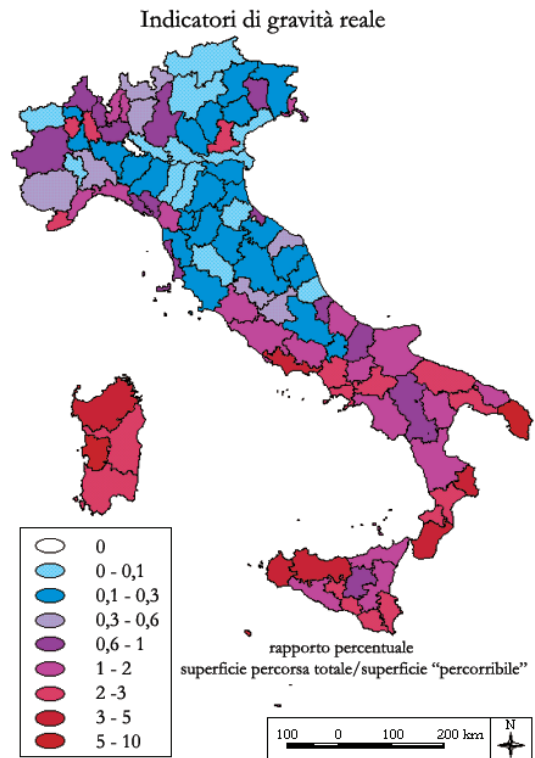 Indicatori di gravità reale
0
0 - 0,1
0,1 - 0,3
0,3 - 0,6
0,6 - 1
1 - 2
2 -3
3 - 5
5 - 10
rapporto percentuale
superficie percorsa totale/superficie “percorribile”
100 0 100 200 km
N